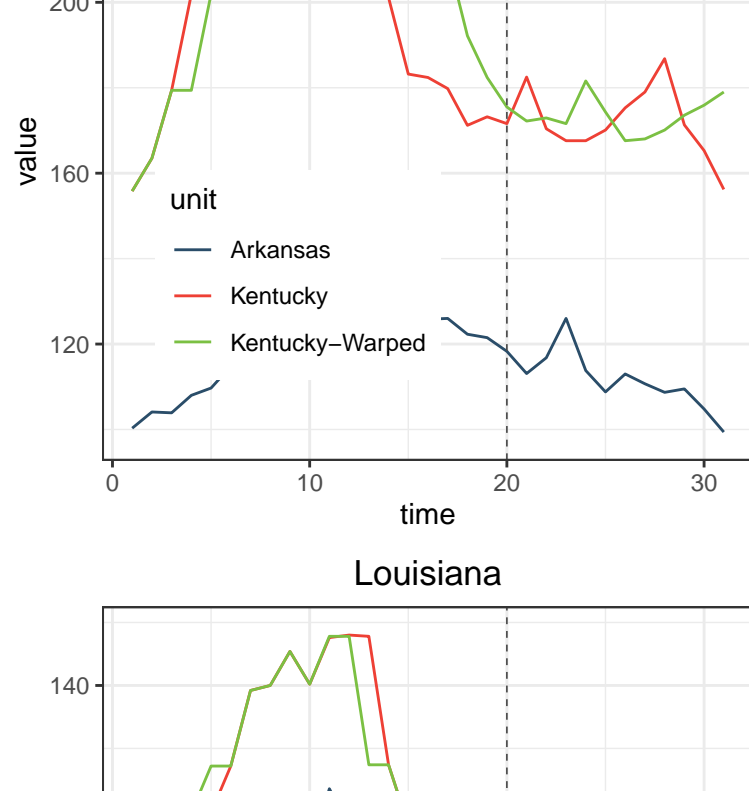 200
value
160
unit
Arkansas
Kentucky
Kentucky−Warped
120
0 10 20 30
time
Louisiana
140